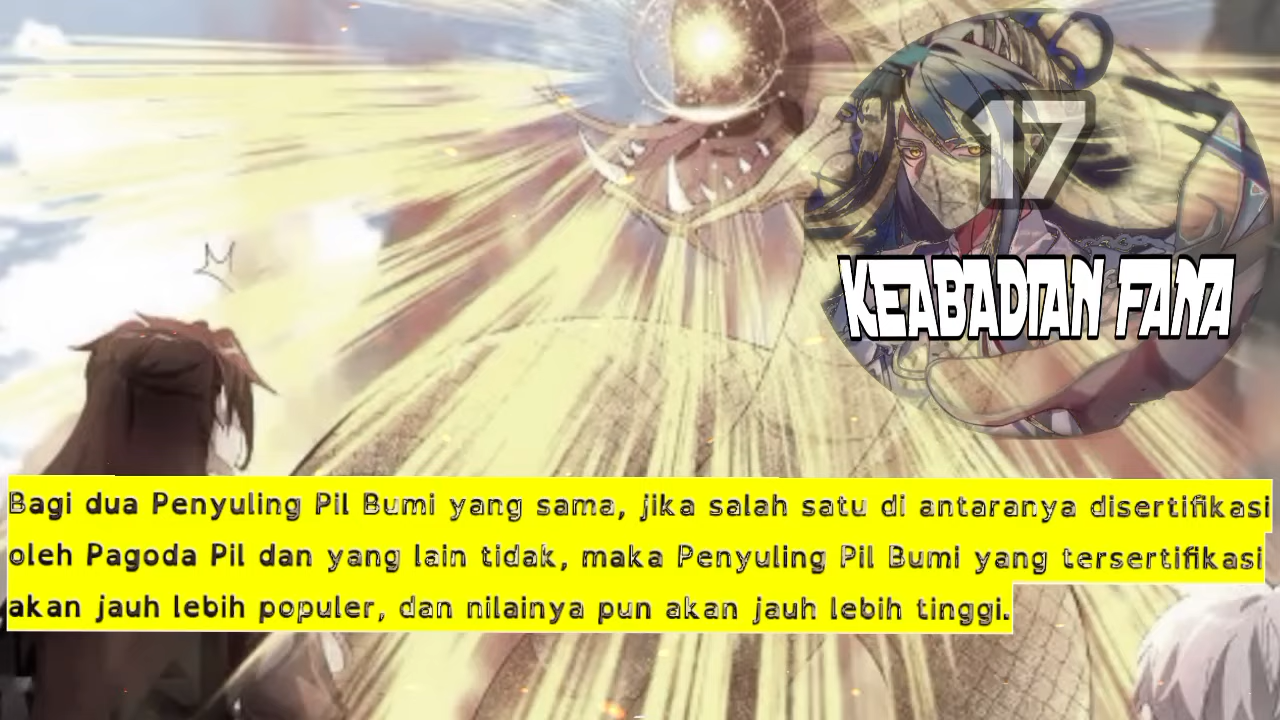 17
KEABADIAN FANA
Bagi dua Penyuling Pil Bumi yang sama, jika salah satu di antaranya disertifikasi
oleh Pagoda Pil dan yang lain tidak, maka Penyuling Pil Bumi yang tersertifikasi
akan jauh lebih populer, dan nilainya pun akan jauh lebih tinggi.